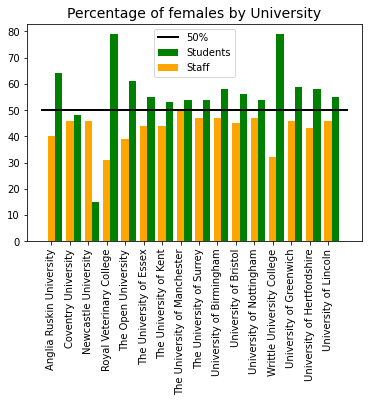 Percentage of females by University
80
70
60
50
40
30
20
10
0
50%
Students
Staff
Anglia Ruskin University
Coventry University
Newcastle University
Royal Veterinary College
The Open University
The University of Essex
The University of Kent
The University of Manchester
The University of Surrey
University of Birmingham
University of Bristol
University of Nottingham
Writtle University College
University of Greenwich
University of Hertfordshire
University of Lincoln